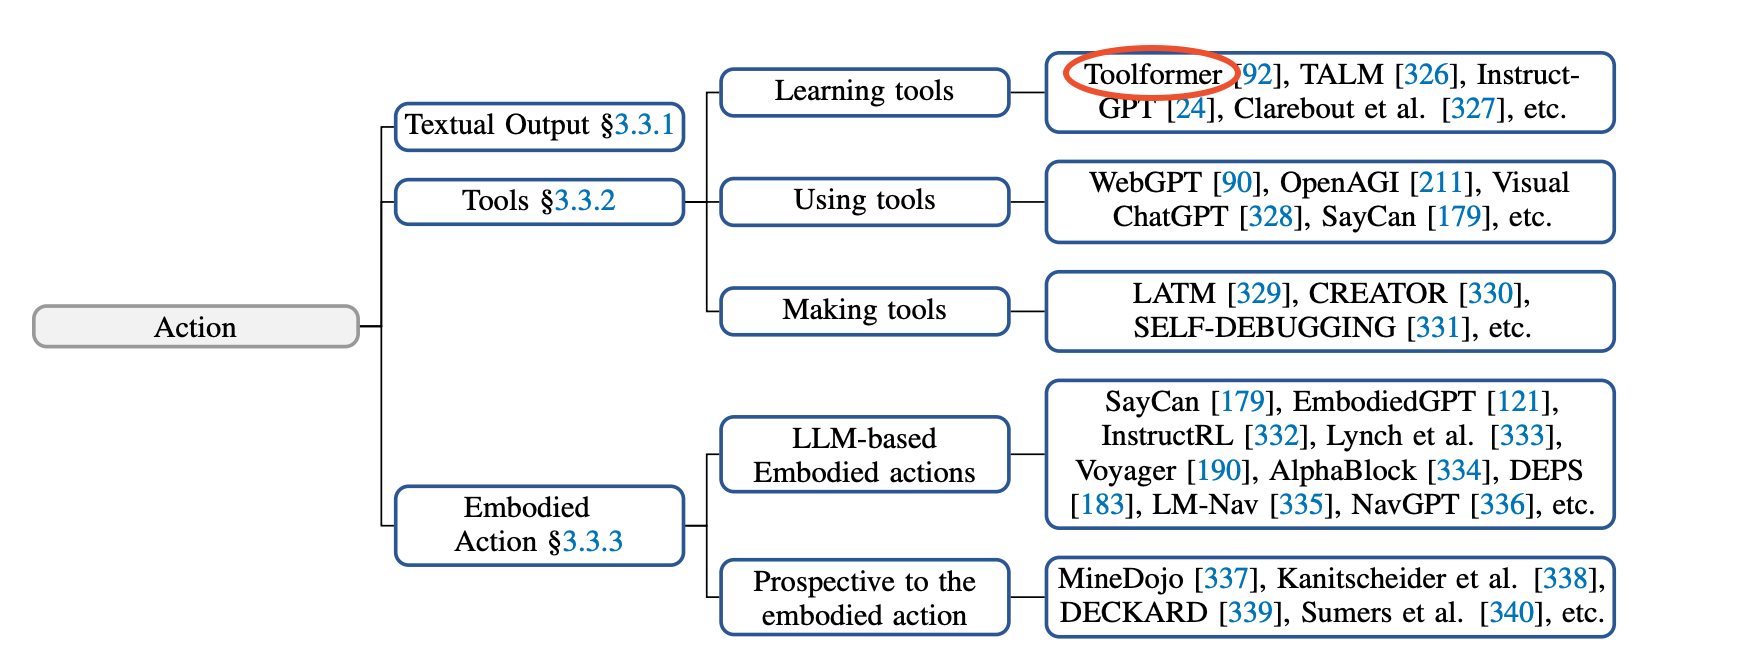 Action
Textual Output §3.3.1
Tools §3.3.2
Learning tools
Toolformer [92], TALM [326], Instruct-
GPT [24], Clarebout et al. [327], etc.
Using tools
WebGPT [90], OpenAGI [211], Visual
ChatGPT [328], SayCan [179], etc.
Making tools
LATM [329], CREATOR [330],
SELF-DEBUGGING [331], etc.
Embodied
Action §3.3.3
LLM-based
Embodied actions
SayCan [179], EmbodiedGPT [121],
InstructRL [332], Lynch et al. [333],
Voyager [190], AlphaBlock [334], DEPS
[183], LM-Nav [335], NavGPT [336], etc.
Prospective to the
embodied action
MineDojo [337], Kanitscheider et al. [338],
DECKARD [339], Sumers et al. [340], etc.